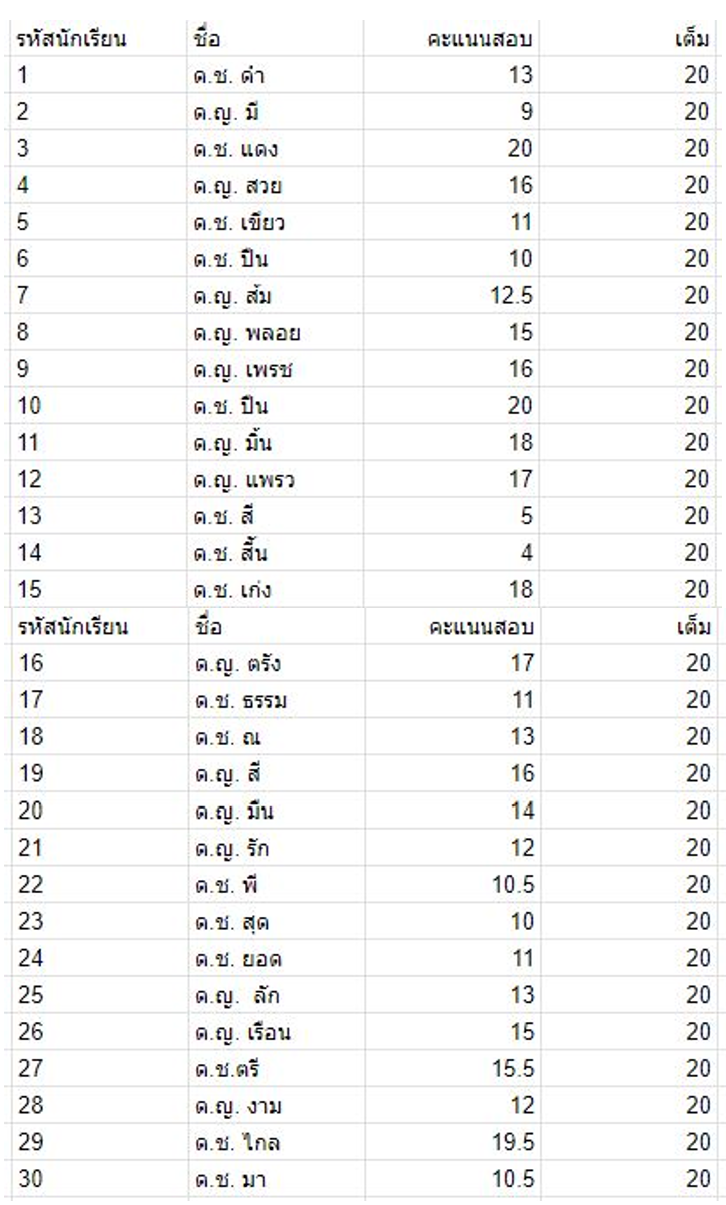 รหัสนักเรียน ชื่อ คะแนนสอบ เต็ม
1 ด.ช. ดำ 13 20
2 ด.ญ. มี 9 20
3 ด.ช. แดง 20 20
4 ด.ญ. สวย 16 20
5 ด.ช. เขียว 11 20
6 ด.ช. ปืน 10 20
7 ด.ญ. ส้ม 12.5 20
8 ด.ญ. พลอย 15 20
9 ด.ญ. เพรช 16 20
10 ด.ช. ปืน 20 20
11 ด.ญ. มิ้น 18 20
12 ด.ญ. แพรว 17 20
13 ด.ช. สี 5 20
14 ด.ช. สิ้น 4 20
15 ด.ช. เก่ง 18 20
รหัสนักเรียน ชื่อ คะแนนสอบ เต็ม
16 ด.ญ. ตรัง 17 20
17 ด.ช. ธรรม 11 20
18 ด.ช. ณ 13 20
19 ด.ญ. สี 16 20
20 ด.ญ. มืน 14 20
21 ด.ญ. รัก 12 20
22 ด.ช. พี 10.5 20
23 ด.ช. สุด 10 20
24 ด.ช. ยอด 11 20
25 ด.ญ. ลัก 13 20
26 ด.ญ. เรือน 15 20
27 ด.ช.ตรี 15.5 20
28 ด.ญ. งาม 12 20
29 ด.ช. ไกล 19.5 20
30 ด.ช. มา 10.5 20